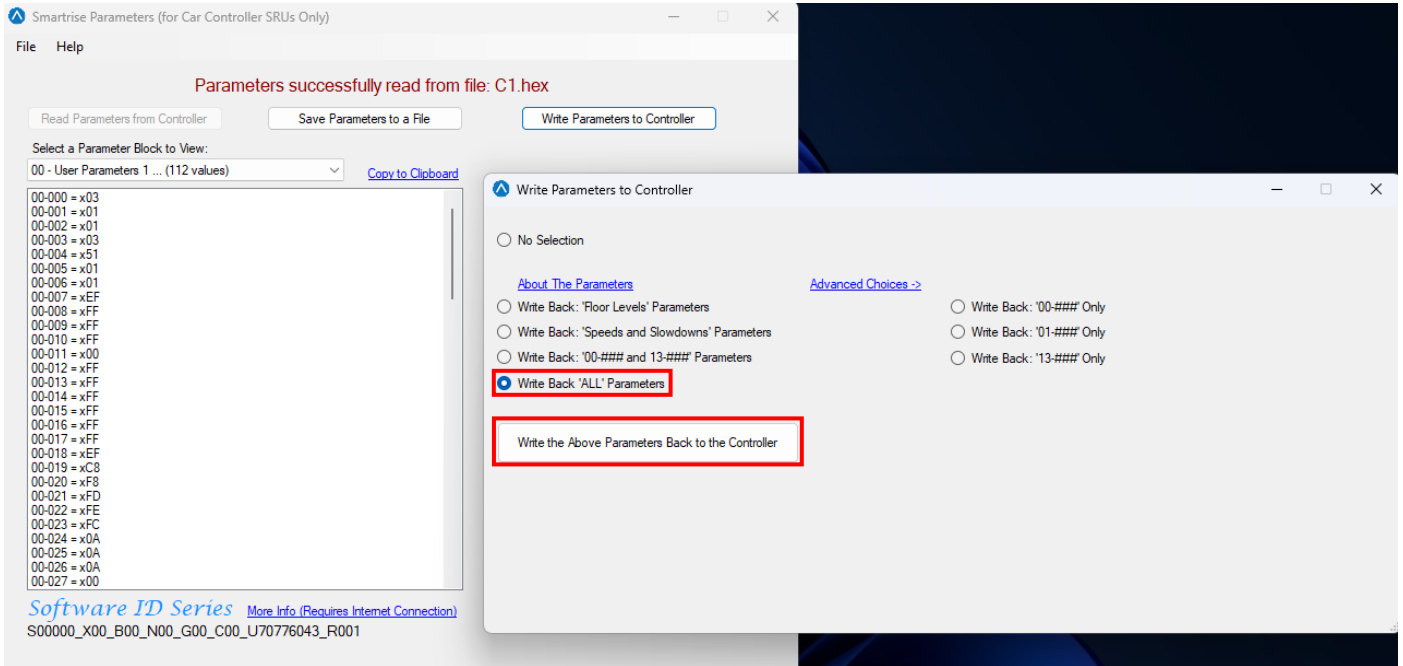 Smartrise Parameters (for Car Controller SRUs Only)
File Help
Parameters successfully read from file: C1.hex
Read Parameters from Controller
Save Parameters to a File
Write Parameters to Controller
Select a Parameter Block to View:
00 - User Parameters 1 ... (112 values)
Copy to Clipboard
00-000 = x03
00-001 = x01
00-002 = x01
00-003 = x03
00-004 = x51
00-005 = x01
00-006 = x01
00-007 = xEF
00-008 = xFF
00-009 = xFF
00-010 = xFF
00-011 = x00
00-012 = xFF
00-013 = xFF
00-014 = xFF
00-015 = xFF
00-016 = xFF
00-017 = xFF
00-018 = xEF
00-019 = xC8
00-020 = xF8
00-021 = xFD
00-022 = xFE
00-023 = xFC
00-024 = x0A
00-025 = x0A
00-026 = x0A
00-027 = x00
Software ID Series More Info (Requires Internet Connection)
S00000_X00_B00_N00_G00_C00_U70776043_R001
Write Parameters to Controller
No Selection
About The Parameters
Advanced Choices ->
Write Back: 'Floor Levels' Parameters
Write Back: '00-###' Only
Write Back: 'Speeds and Slowdowns' Parameters
Write Back: '01-###' Only
Write Back: '00-### and 13-###' Parameters
Write Back: '13-###' Only
Write Back 'ALL' Parameters
Write the Above Parameters Back to the Controller